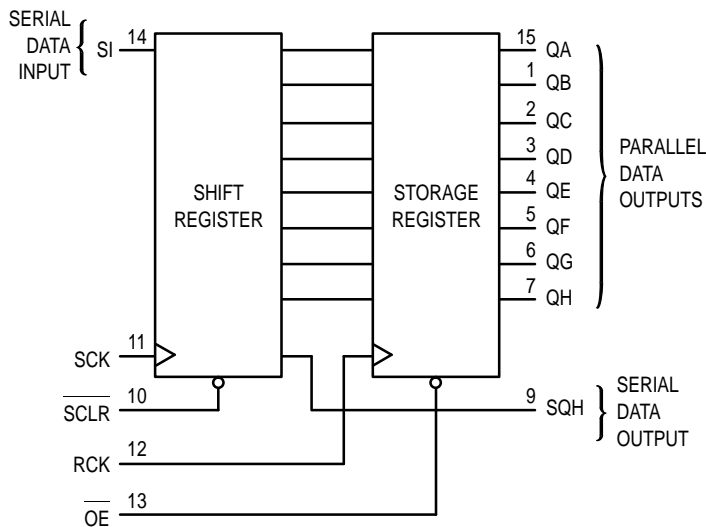 SERIAL
DATA
INPUT
SI 14
15 QA
1 QB
2 QC
3 QD
4 QE
5 QF
6 QG
7 QH
PARALLEL
DATA
OUTPUTS
SHIFT
REGISTER
STORAGE
REGISTER
SCK 11
SCLR 10
RCK 12
OE 13
9 SQH
SERIAL
DATA
OUTPUT